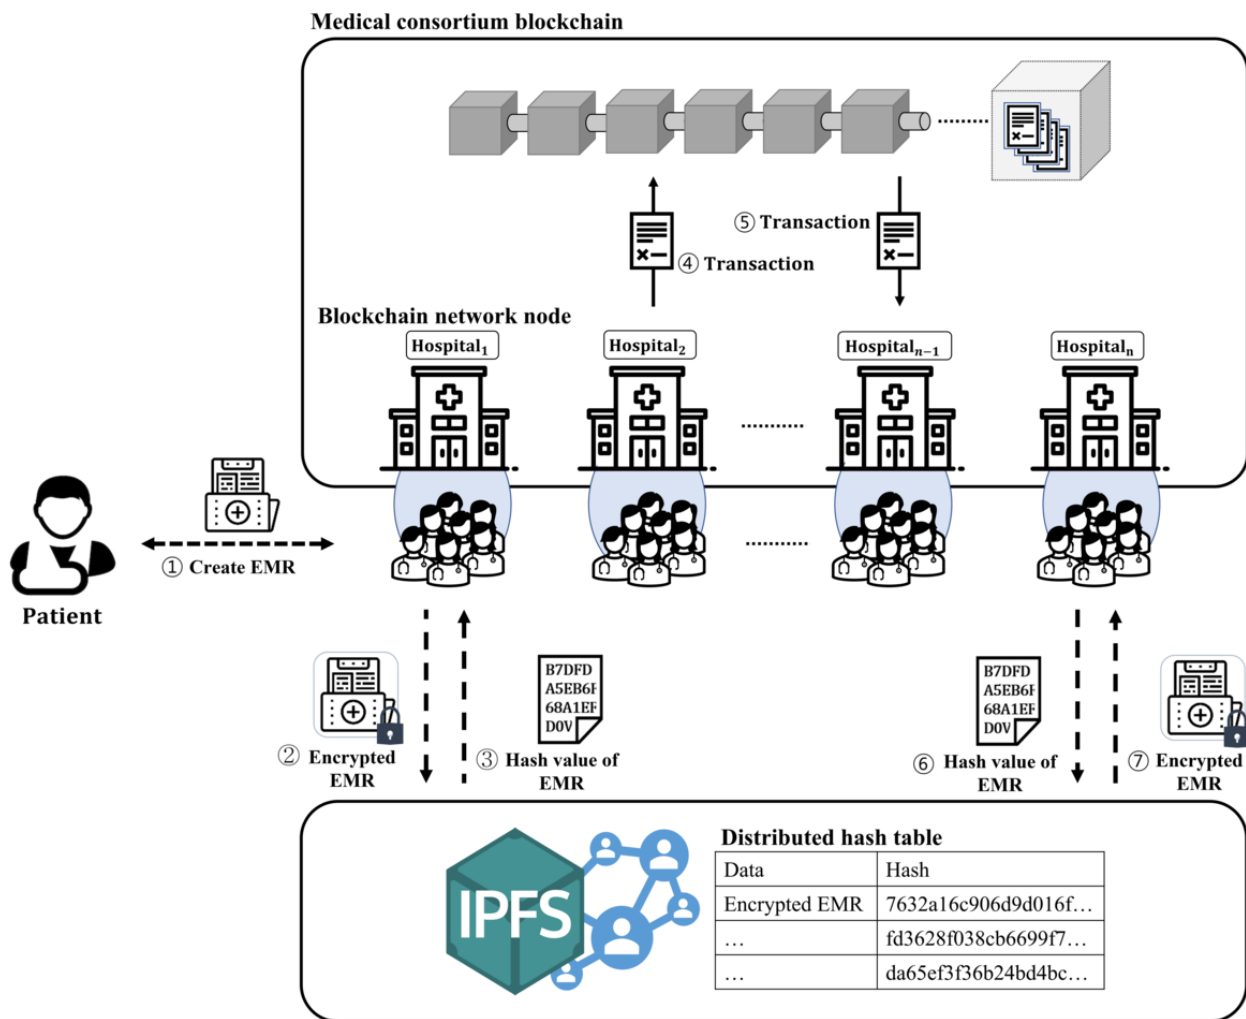 Medical consortium blockchain
⑤ Transaction
④ Transaction
Blockchain network node
Hospital₁
Hospital₂
Hospitalₙ₋₁
Hospitalₙ
① Create EMR
Patient
② Encrypted
EMR
③ Hash value of
EMR
B7DFD
A5EB6F
68A1EF
D0V
⑥ Hash value of
EMR
B7DFD
A5EB6F
68A1EF
D0V
⑦ Encrypted
EMR
IPFS
Distributed hash table
Data Hash
Encrypted EMR 7632a16c906d9d016f...
... fd3628f038cb6699f7...
... da65ef3f36b24bd4bc...